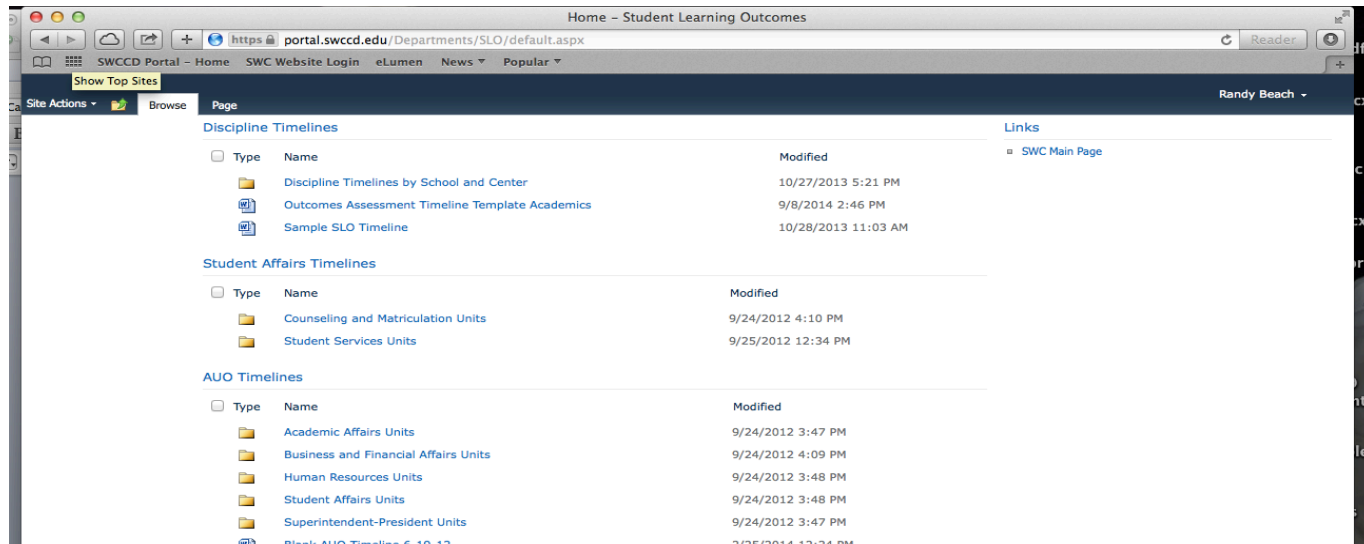 Home – Student Learning Outcomes
https portal.swccd.edu/Departments/SLO/default.aspx Reader
SWCCD Portal – Home SWC Website Login eLumen News Popular
Show Top Sites
Site Actions Browse Page Randy Beach
Discipline Timelines Links
Type Name Modified SWC Main Page
Discipline Timelines by School and Center 10/27/2013 5:21 PM
Outcomes Assessment Timeline Template Academics 9/8/2014 2:46 PM
Sample SLO Timeline 10/28/2013 11:03 AM
Student Affairs Timelines
Type Name Modified
Counseling and Matriculation Units 9/24/2012 4:10 PM
Student Services Units 9/25/2012 12:34 PM
AUO Timelines
Type Name Modified
Academic Affairs Units 9/24/2012 3:47 PM
Business and Financial Affairs Units 9/24/2012 4:09 PM
Human Resources Units 9/24/2012 3:48 PM
Student Affairs Units 9/24/2012 3:48 PM
Superintendent-President Units 9/24/2012 3:47 PM
Blank AUO Timeline